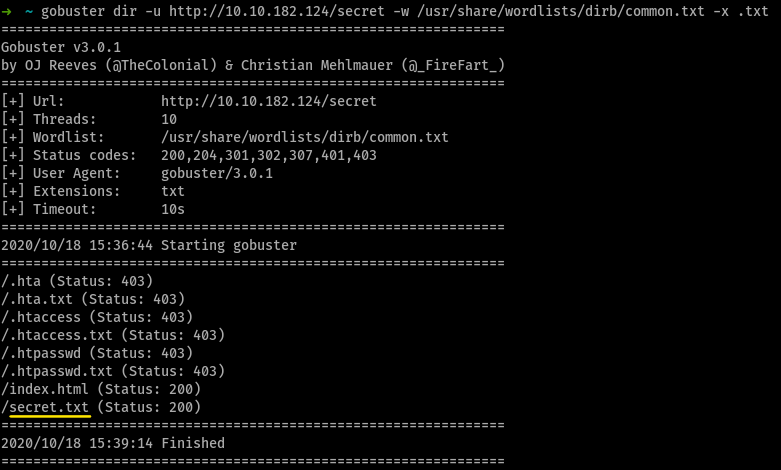 ➜  ~ gobuster dir -u http://10.10.182.124/secret -w /usr/share/wordlists/dirb/common.txt -x .txt
===============================================================
Gobuster v3.0.1
by OJ Reeves (@TheColonial) & Christian Mehlmauer (@_FireFart_)
===============================================================
[+] Url:            http://10.10.182.124/secret
[+] Threads:        10
[+] Wordlist:       /usr/share/wordlists/dirb/common.txt
[+] Status codes:   200,204,301,302,307,401,403
[+] User Agent:     gobuster/3.0.1
[+] Extensions:     txt
[+] Timeout:        10s
===============================================================
2020/10/18 15:36:44 Starting gobuster
===============================================================
/.hta (Status: 403)
/.hta.txt (Status: 403)
/.htaccess (Status: 403)
/.htaccess.txt (Status: 403)
/.htpasswd (Status: 403)
/.htpasswd.txt (Status: 403)
/index.html (Status: 200)
/secret.txt (Status: 200)
===============================================================
2020/10/18 15:39:14 Finished
===============================================================